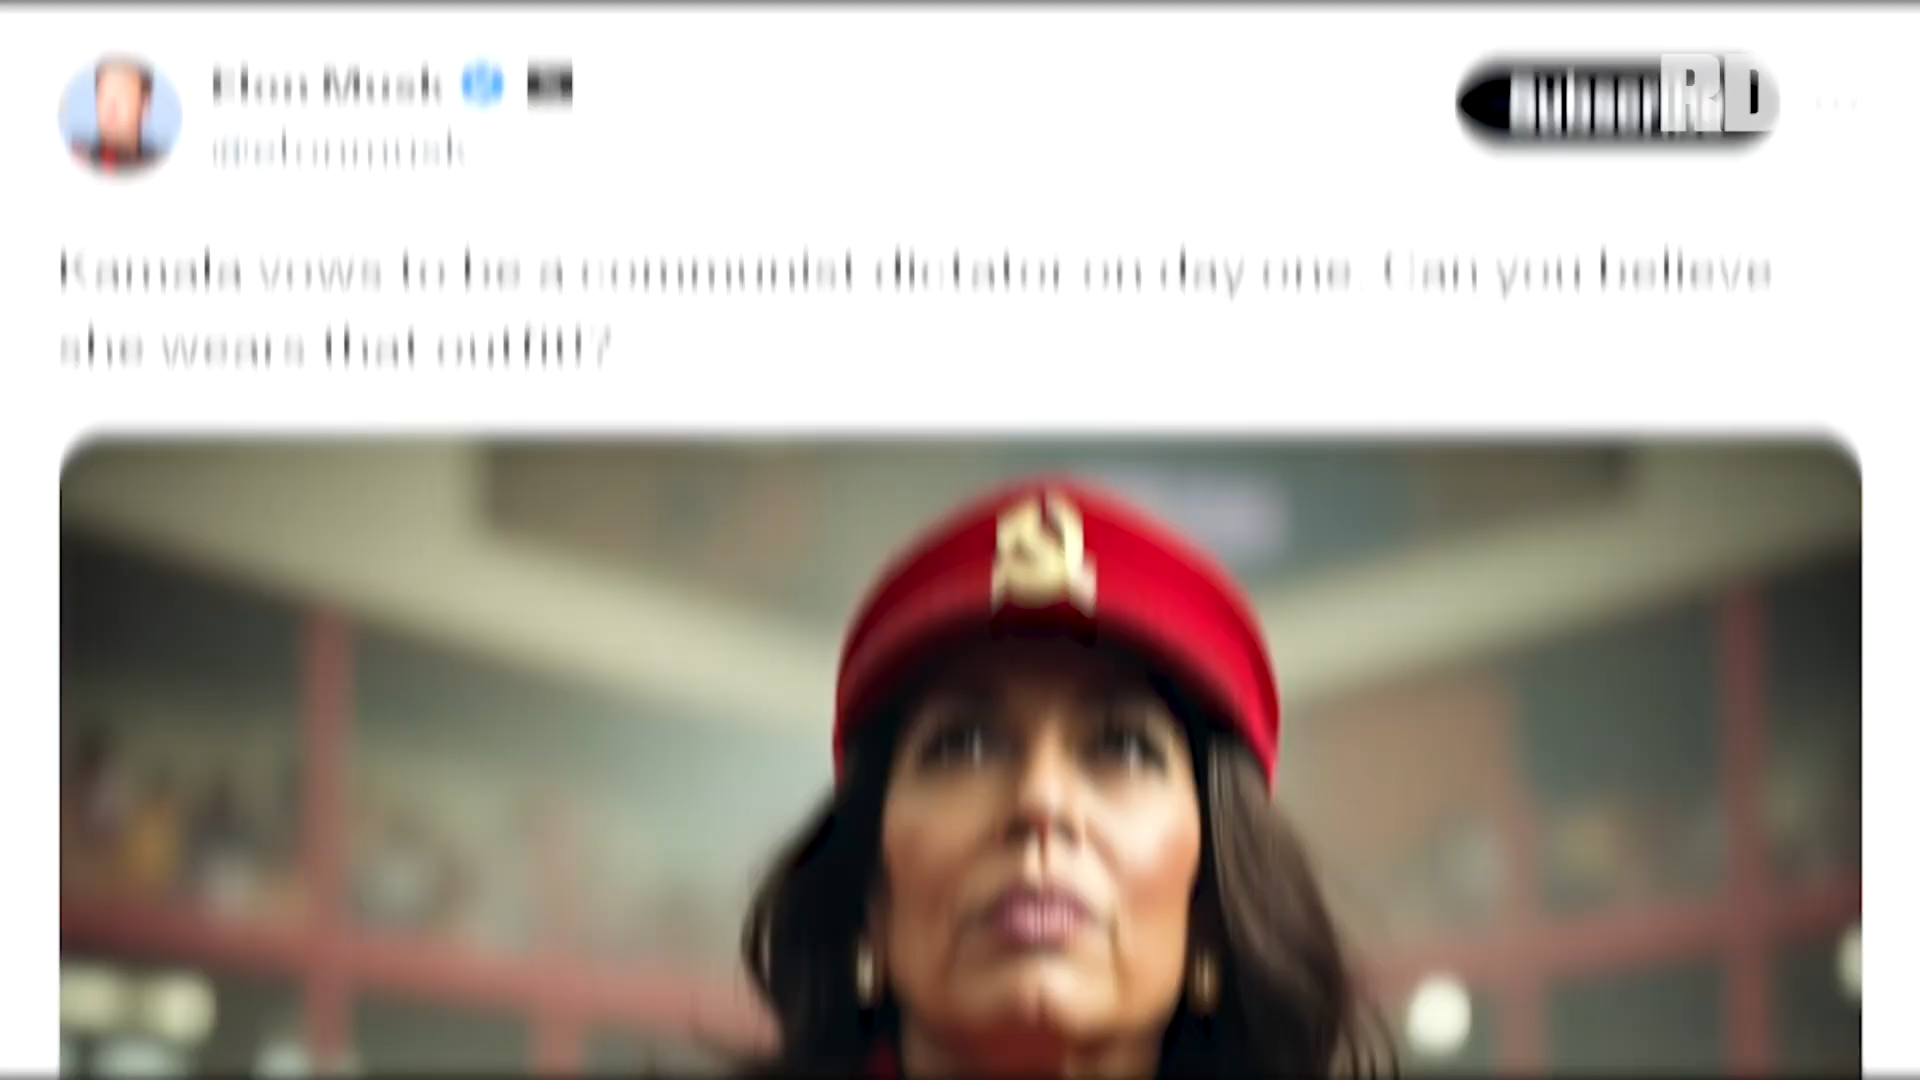 Elon Musk
@elonmusk
Subscribe
RD
Kamala vows to be a communist dictator on day one. Can you believe
she wears that outfit!?